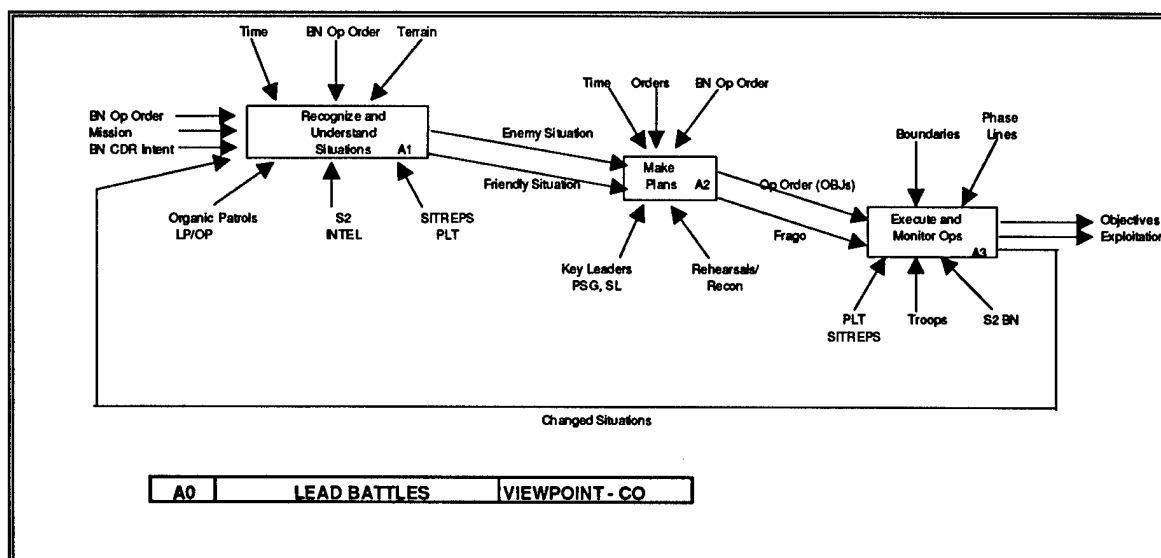 Time
BN Op Order
Terrain
BN Op Order
Mission
BN CDR Intent
Recognize and
Understand
Situations
A1
Organic Patrols
LP/OP
S2
INTEL
SITREPS
PLT
Enemy Situation
Friendly Situation
Time
Orders
BN Op Order
Make
Plans
A2
Key Leaders
PSG, SL
Rehearsals/
Recon
Op Order (OBJs)
Frago
Boundaries
Phase
Lines
Execute and
Monitor Ops
A3
PLT
SITREPS
Troops
S2 BN
Objectives
Exploitation
Changed Situations
A0
LEAD BATTLES
VIEWPOINT - CO